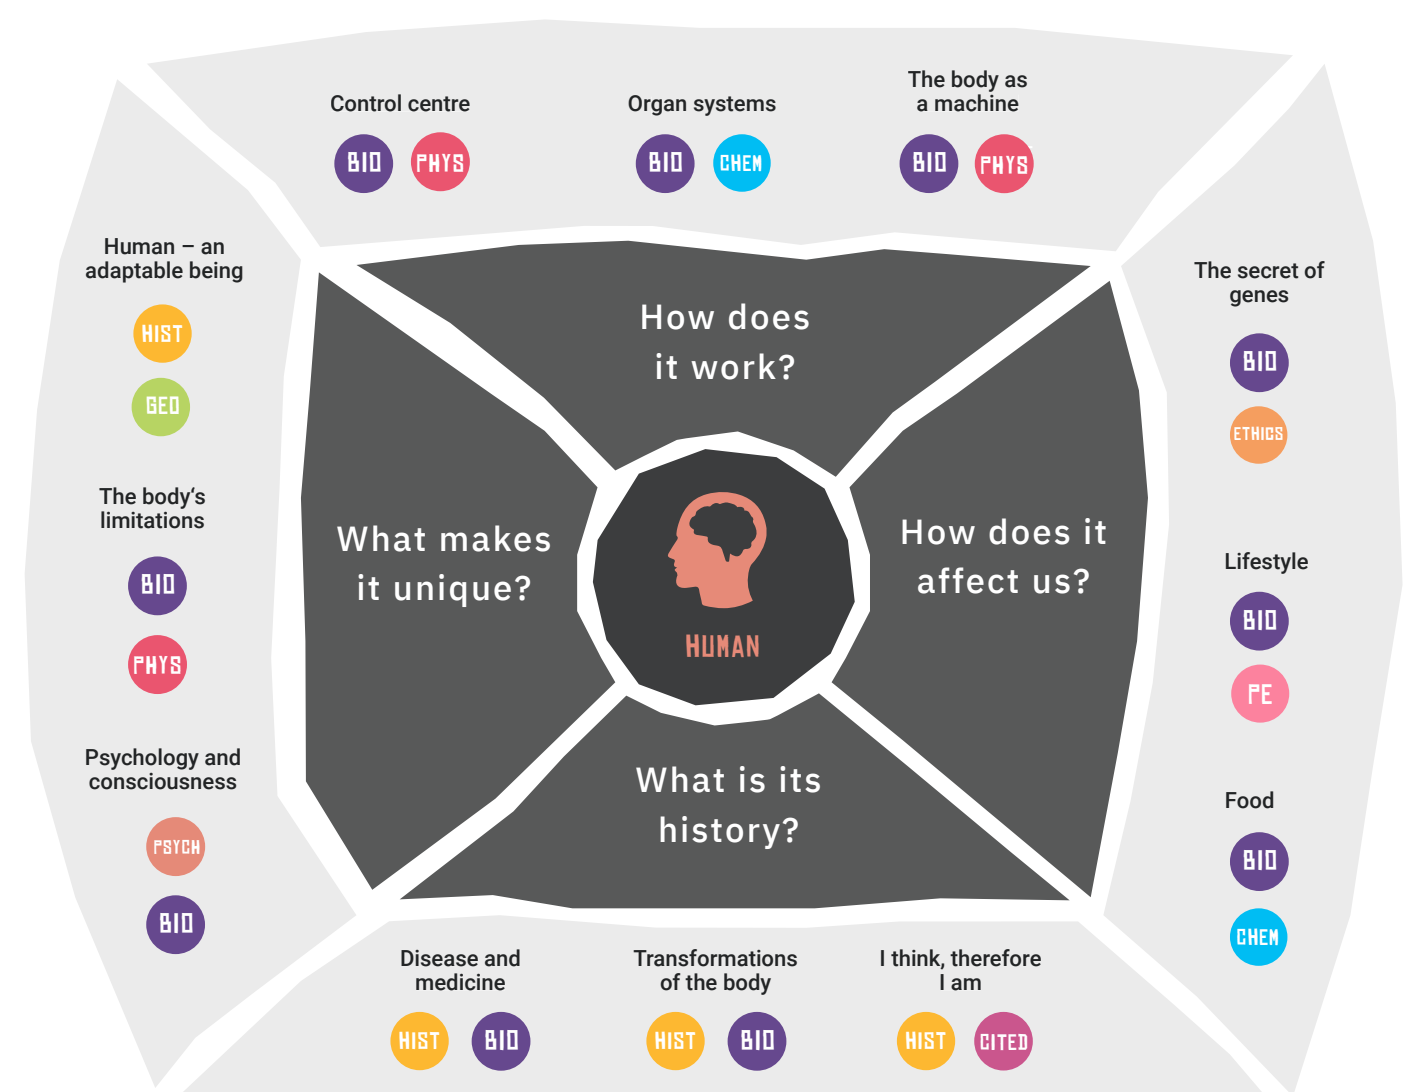 Control centre
BIO PHYS
Organ systems
BIO CHEM
The body as
a machine
BIO PHYS
Human – an
adaptable being
HIST
GEO
The body‘s
limitations
BIO
PHYS
Psychology and
consciousness
PSYCH
BIO
How does
it work?
What makes
it unique?
HUMAN
How does it
affect us?
What is its
history?
The secret of
genes
BIO
ETHICS
Lifestyle
BIO
PE
Food
BIO
CHEM
Disease and
medicine
HIST BIO
Transformations
of the body
HIST BIO
I think, therefore
I am
HIST CITED